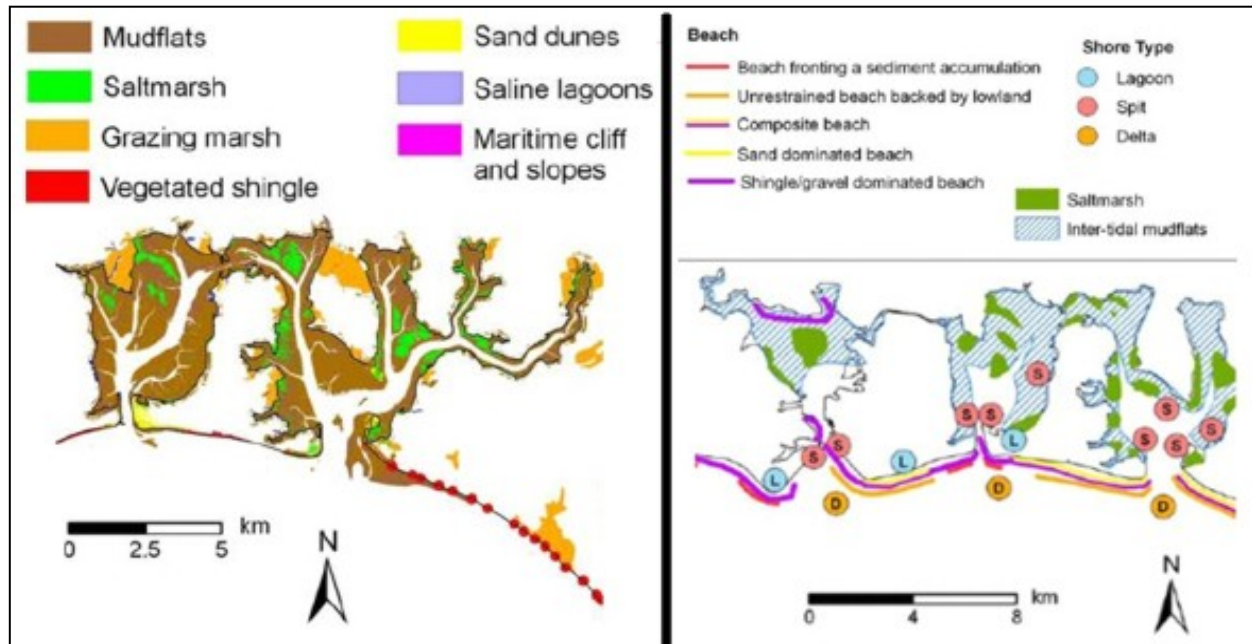 Mudflats
Saltmarsh
Grazing marsh
Vegetated shingle
Sand dunes
Saline lagoons
Maritime cliff
and slopes
0
2.5
5
km
N
Beach
Beach fronting a sediment accumulation
Unrestrained beach backed by lowland
Composite beach
Sand dominated beach
Shingle/gravel dominated beach
Shore Type
Lagoon
Spit
Delta
Saltmarsh
Inter-tidal mudflats
S
S S
S
S
S S
S S
L
L
L
D
D
D
N
0
4
8
km